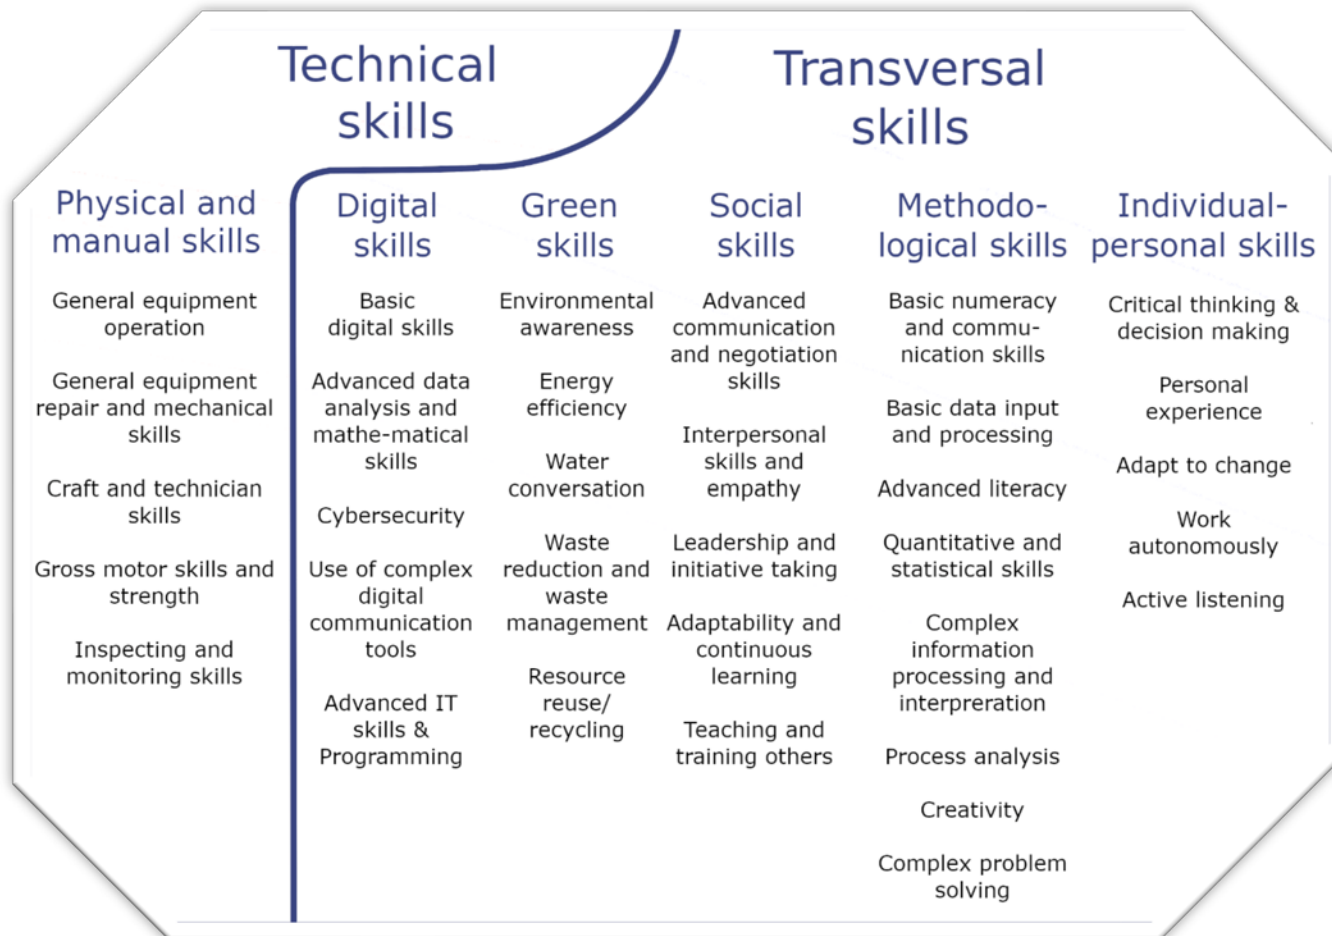 Technical
skills
Transversal
skills
Physical and
manual skills
General equipment
operation
General equipment
repair and mechanical
skills
Craft and technician
skills
Gross motor skills and
strength
Inspecting and
monitoring skills
Digital
skills
Basic
digital skills
Advanced data
analysis and
mathe-matical
skills
Cybersecurity
Use of complex
digital
communication
tools
Advanced IT
skills &
Programming
Green
skills
Environmental
awareness
Energy
efficiency
Water
conversation
Waste
reduction and
waste
management
Resource
reuse/
recycling
Social
skills
Advanced
communication
and negotiation
skills
Interpersonal
skills and
empathy
Leadership and
initiative taking
Adaptability and
continuous
learning
Teaching and
training others
Methodo-
logical skills
Basic numeracy
and commu-
nication skills
Basic data input
and processing
Advanced literacy
Quantitative and
statistical skills
Complex
information
processing and
interpreration
Process analysis
Creativity
Complex problem
solving
Individual-
personal skills
Critical thinking &
decision making
Personal
experience
Adapt to change
Work
autonomously
Active listening